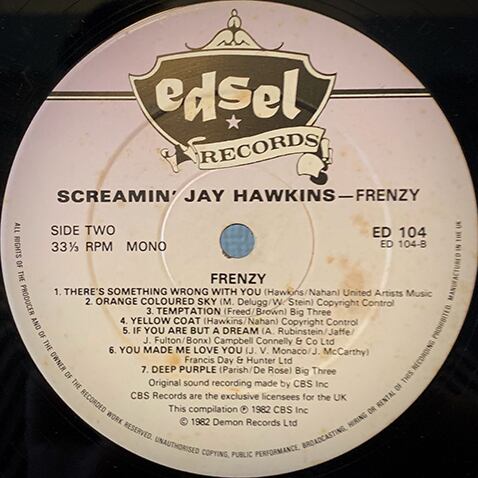 edsel
RECORDS
SCREAMIN' JAY HAWKINS—FRENZY
SIDE TWO
33⅓ RPM MONO
ED 104
ED 104-B
FRENZY
1. THERE'S SOMETHING WRONG WITH YOU (Hawkins/Nahan) United Artists Music
2. ORANGE COLOURED SKY (M. Delugg/W. Stein) Copyright Control
3. TEMPTATION (Freed/Brown) Big Three
4. YELLOW COAT (Hawkins/Nahan) Copyright Control
5. IF YOU ARE BUT A DREAM (A. Rubinstein/Jaffe/
J. Fulton/Bonx) Campbell Connelly & Co Ltd
6. YOU MADE ME LOVE YOU (J. V. Monaco/J. McCarthy)
Francis Day & Hunter Ltd
7. DEEP PURPLE (Parish/De Rose) Big Three
Original sound recording made by CBS Inc
CBS Records are the exclusive licensees for the UK
This compilation ℗ 1982 CBS Inc
© 1982 Demon Records Ltd
ALL RIGHTS OF THE PRODUCER AND OF THE OWNER OF THE RECORDED WORK RESERVED. UNAUTHORISED COPYING, PUBLIC PERFORMANCE, BROADCASTING, HIRING OR RENTAL OF THIS RECORDING PROHIBITED. MANUFACTURED IN THE UK